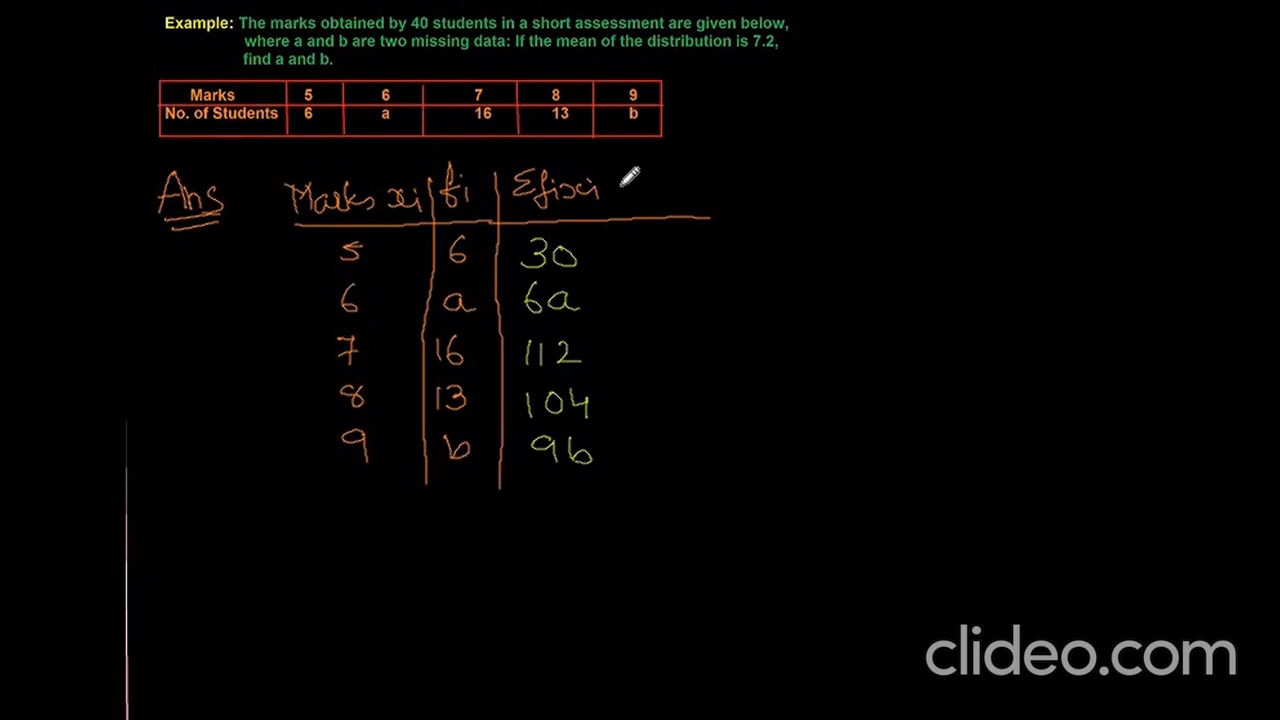 Example: The marks obtained by 40 students in a short assessment are given below,
where a and b are two missing data: If the mean of the distribution is 7.2,
find a and b.
Marks 5 6 7 8 9
No. of Students 6 a 16 13 b
Ans Marks xi fi Σfixi
5 6 30
6 a 6a
7 16 112
8 13 104
9 b 9b
clideo.com